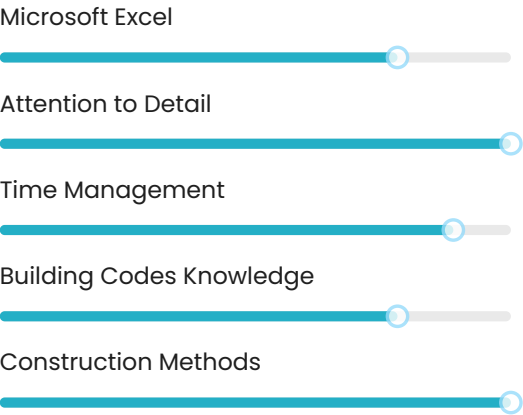 Microsoft Excel
Attention to Detail
Time Management
Building Codes Knowledge
Construction Methods